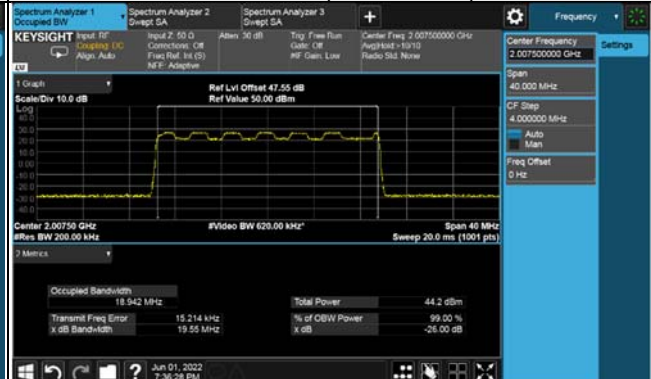 Spectrum Analyzer 1
Occupied BW
Spectrum Analyzer 2
Swept SA
Spectrum Analyzer 3
Swept SA
+
Frequency
KEYSIGHT
Input: RF
Coupling: DC
Align: Auto
Input Z: 50 Ω
Corrections: Off
Freq Ref: Int (S)
NFE: Adaptive
Atten: 30 dB
Trig: Free Run
Gate: Off
#IF Gain: Low
Center Freq: 2.007500000 GHz
Avg|Hold:>10/10
Radio Std: None
LXI
Center Frequency
2.007500000 GHz
Settings
Span
40.000 MHz
CF Step
4.000000 MHz
Auto
Man
Freq Offset
0 Hz
1 Graph
Scale/Div 10.0 dB
Ref Lvl Offset 47.55 dB
Ref Value 50.00 dBm
Log
40.0
30.0
20.0
10.0
0.00
-10.0
-20.0
-30.0
-40.0
Center 2.00750 GHz
#Res BW 200.00 kHz
#Video BW 620.00 kHz*
Span 40 MHz
Sweep 20.0 ms (1001 pts)
2 Metrics
Occupied Bandwidth
18.942 MHz
Total Power 44.2 dBm
Transmit Freq Error 15.214 kHz
% of OBW Power 99.00 %
x dB Bandwidth 19.55 MHz
x dB -26.00 dB
?
Jun 01, 2022
7:36:28 PM